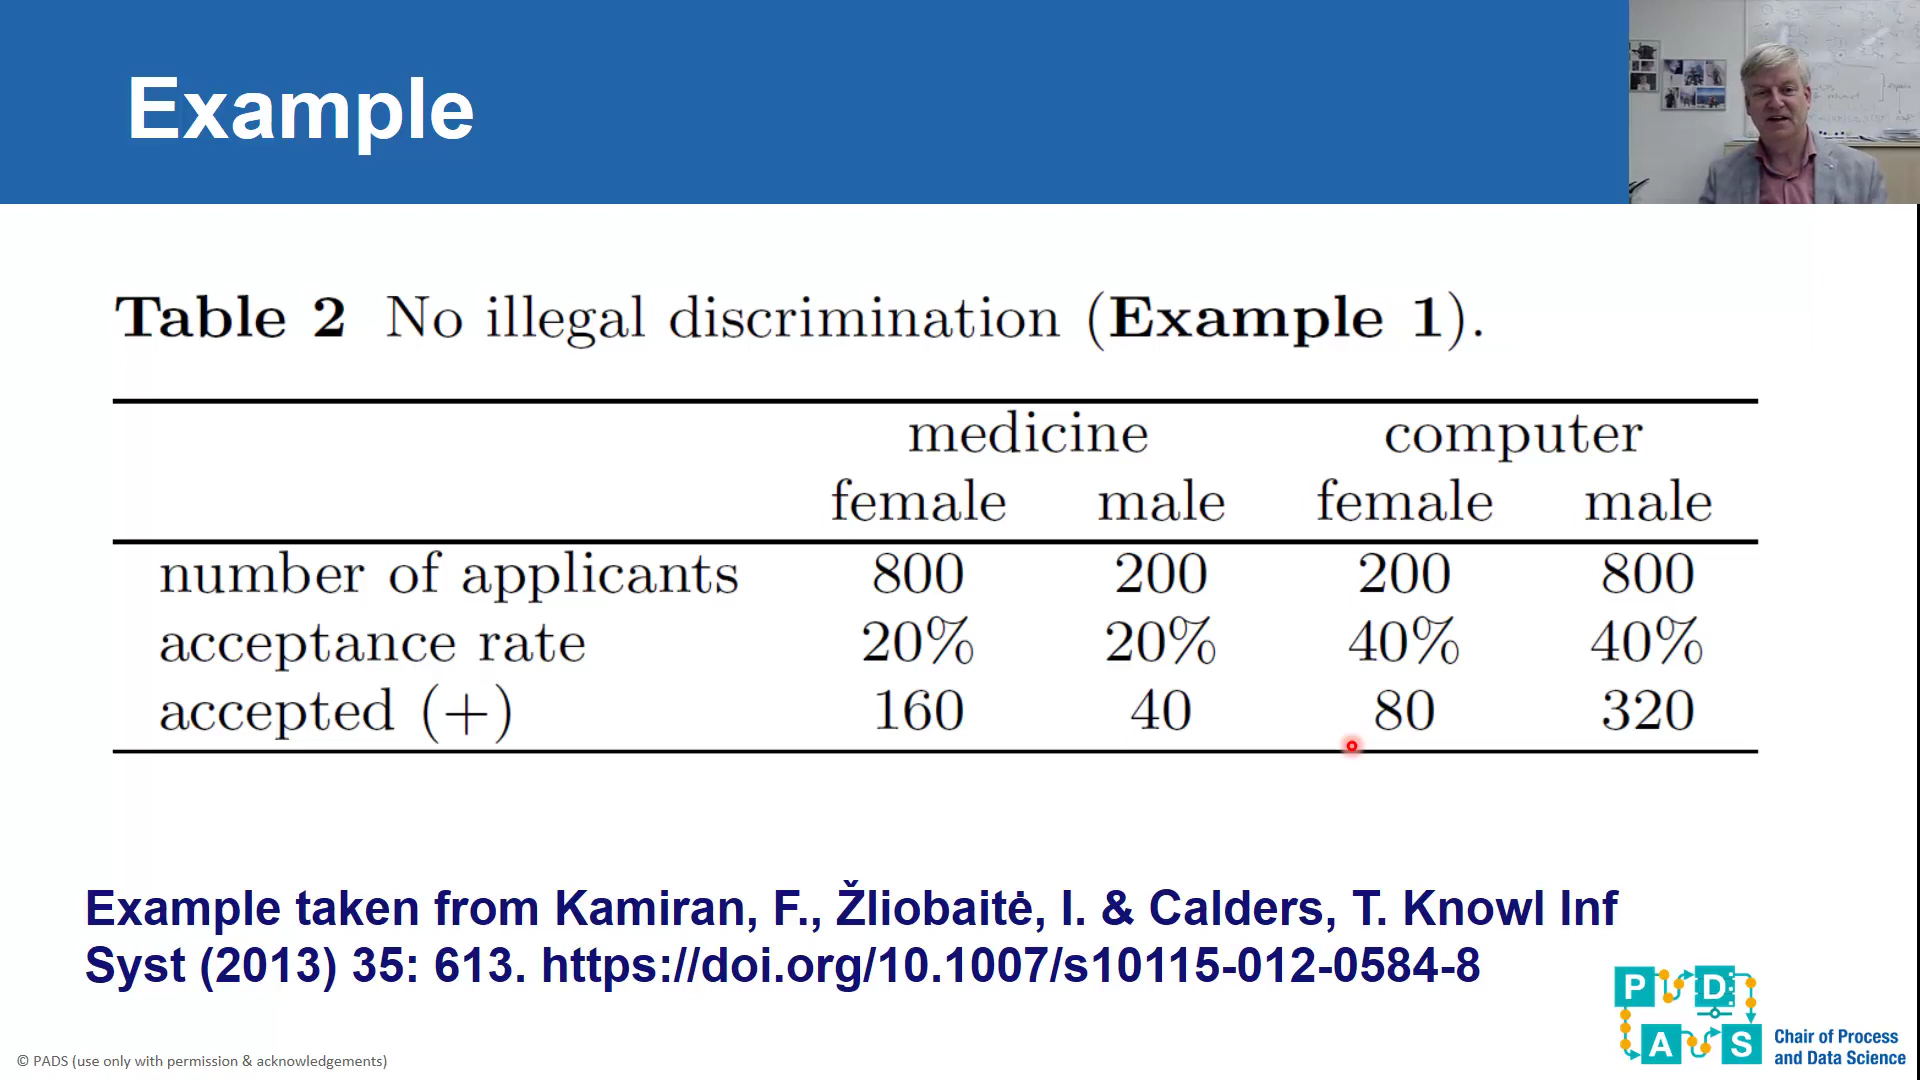 Example
Table 2 No illegal discrimination (Example 1).
medicine computer
female male female male
number of applicants 800 200 200 800
acceptance rate 20% 20% 40% 40%
accepted (+) 160 40 80 320
Example taken from Kamiran, F., Žliobaitė, I. & Calders, T. Knowl Inf
Syst (2013) 35: 613. https://doi.org/10.1007/s10115-012-0584-8
P D
A S
Chair of Process
and Data Science
© PADS (use only with permission & acknowledgements)